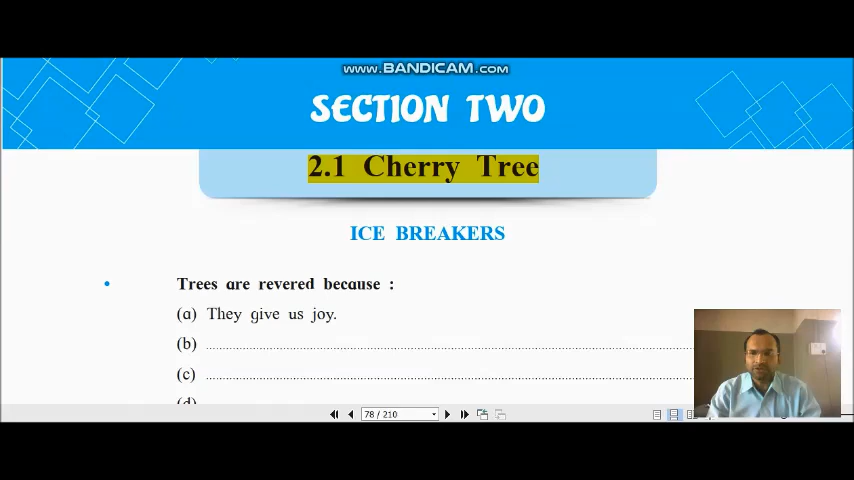 www.BANDICAM.com
SECTION TWO
2.1 Cherry Tree
ICE BREAKERS
• Trees are revered because :
(a) They give us joy.
(b) ................................................................
(c) ................................................................
(d)
78 / 210